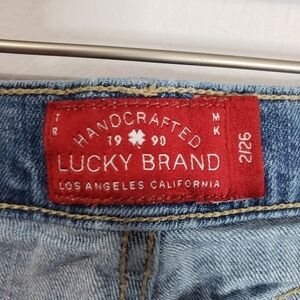 T R
M K
HANDCRAFTED
19 90
LUCKY BRAND
LOS ANGELES CALIFORNIA
2/26